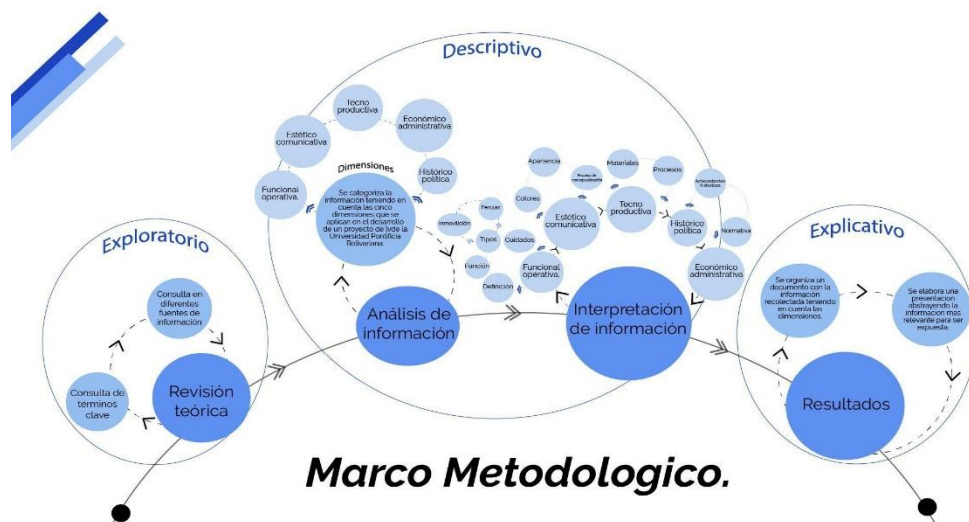 Descriptivo
Tecno
productiva
Estético
comunicativa
Económico
administrativa
Dimensiones
Histórico
política
Funcional
operativa.
Se categoriza la
información teniendo en
cuenta las cinco
dimensiones que se
aplican en el desarrollo
de un proyecto de
la Universidad Pontificia
Bolivariana.
Apariencia
Materiales
Procesos
Colores
Ferulas
Inmovilición
Tipos
Cuidados
Función
Definición
Estético
comunicativa
Tecno
productiva
Histórico
política
Normativa
Funcional
operativa.
Económico
administrativa
Análisis de
información
Interpretación
de información
Exploratorio
Consulta en
diferentes
fuentes de
información
Consulta de
terminos
clave
Revisión
teórica
Explicativo
Se organiza un
documento con la
información
recolectada teniendo
en cuenta las
dimensiones.
Se elabora una
presentación
abstrayendo la
informacion mas
relevante para ser
expuesta.
Resultados
Marco Metodologico.